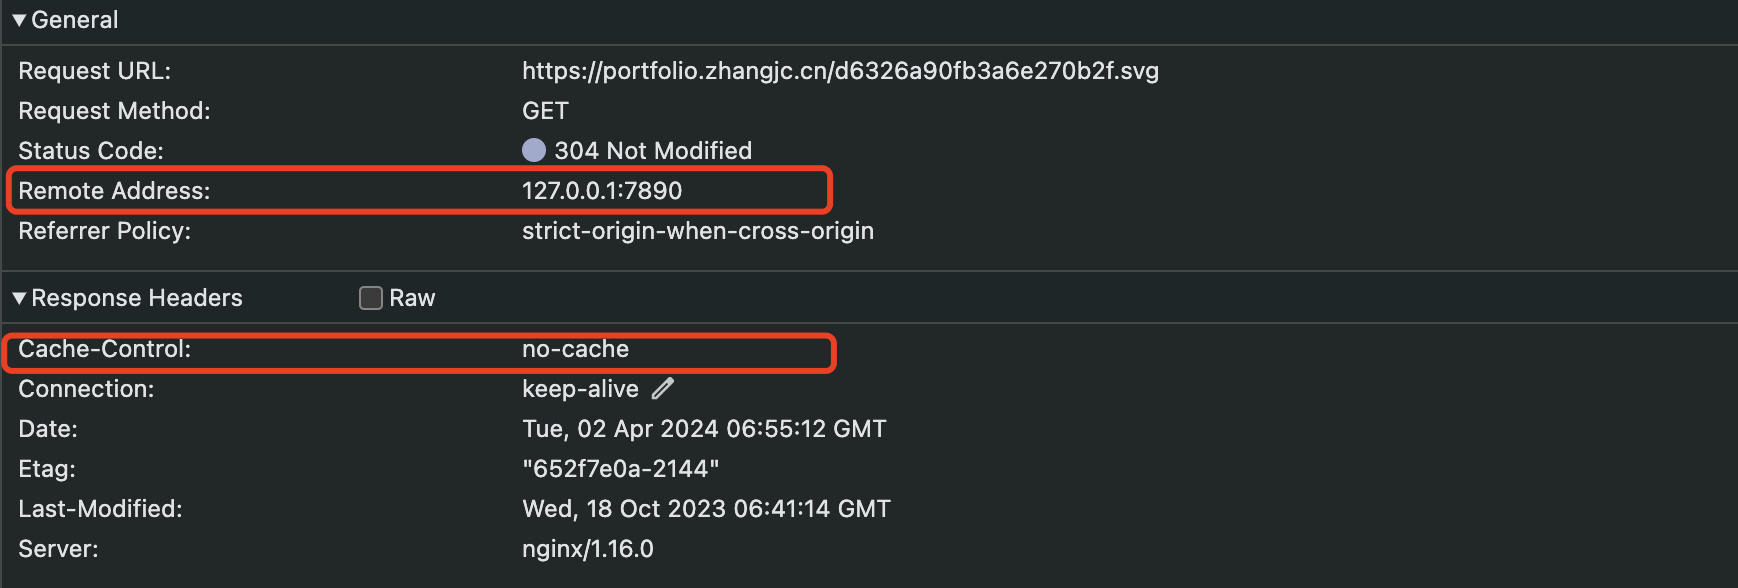 General
Request URL: https://portfolio.zhangjc.cn/d6326a90fb3a6e270b2f.svg
Request Method: GET
Status Code: 304 Not Modified
Remote Address: 127.0.0.1:7890
Referrer Policy: strict-origin-when-cross-origin
Response Headers Raw
Cache-Control: no-cache
Connection: keep-alive
Date: Tue, 02 Apr 2024 06:55:12 GMT
Etag: "652f7e0a-2144"
Last-Modified: Wed, 18 Oct 2023 06:41:14 GMT
Server: nginx/1.16.0